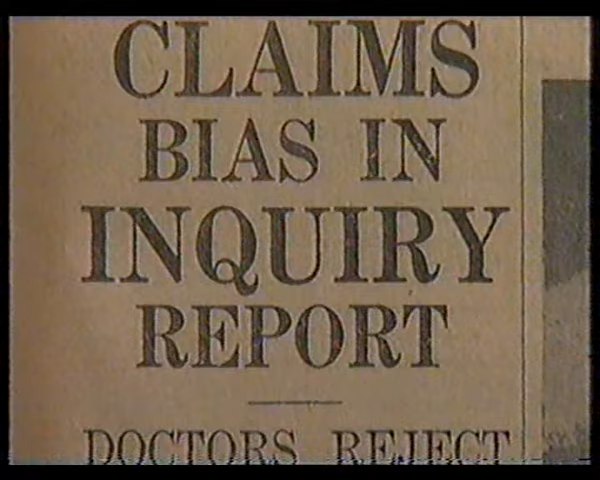 CLAIMS
BIAS IN
INQUIRY
REPORT
DOCTORS REJECT